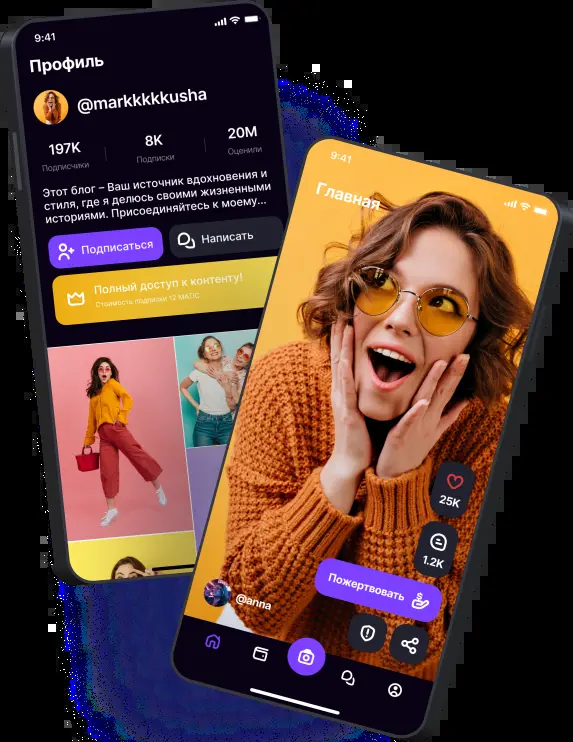 9:41
Профиль
@markkkkkusha
197K
8K
20M
Подписчики
Подписки
Оценили
Этот блог – Ваш источник вдохновения и
стиля, где я делюсь своими жизненными
историями. Присоединяйтесь к моему...
Подписаться
Написать
Полный доступ к контенту!
Стоимость подписки 12 MATIC
9:41
Главная
25K
1.2K
Пожертвовать
@anna